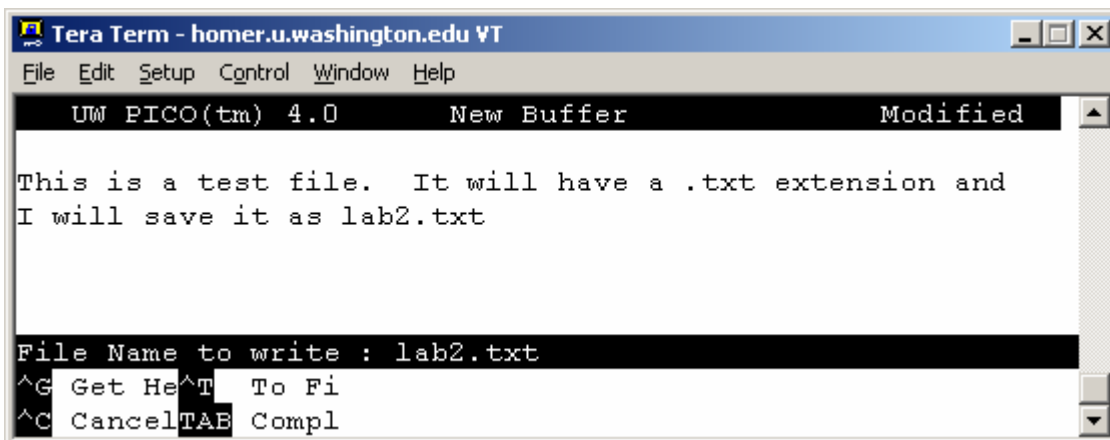 Tera Term - homer.u.washington.edu VT
File Edit Setup Control Window Help
UW PICO(tm) 4.0 New Buffer Modified
This is a test file. It will have a .txt extension and
I will save it as lab2.txt
File Name to write : lab2.txt
^G Get He^T To Fi
^C CancelTAB Compl